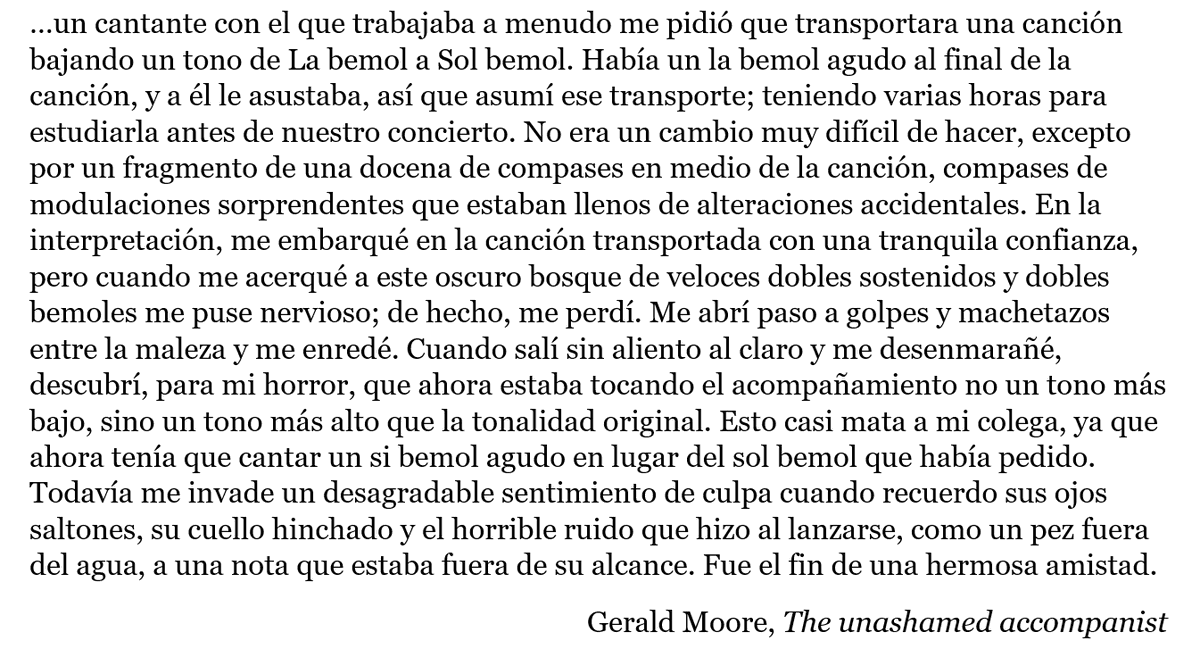 ...un cantante con el que trabajaba a menudo me pidió que transportara una canción
bajando un tono de La bemol a Sol bemol. Había un la bemol agudo al final de la
canción, y a él le asustaba, así que asumí ese transporte; teniendo varias horas para
estudiarla antes de nuestro concierto. No era un cambio muy difícil de hacer, excepto
por un fragmento de una docena de compases en medio de la canción, compases de
modulaciones sorprendentes que estaban llenos de alteraciones accidentales. En la
interpretación, me embarqué en la canción transportada con una tranquila confianza,
pero cuando me acerqué a este oscuro bosque de veloces dobles sostenidos y dobles
bemoles me puse nervioso; de hecho, me perdí. Me abrí paso a golpes y machetazos
entre la maleza y me enredé. Cuando salí sin aliento al claro y me desenmarañé,
descubrí, para mi horror, que ahora estaba tocando el acompañamiento no un tono más
bajo, sino un tono más alto que la tonalidad original. Esto casi mata a mi colega, ya que
ahora tenía que cantar un si bemol agudo en lugar del sol bemol que había pedido.
Todavía me invade un desagradable sentimiento de culpa cuando recuerdo sus ojos
saltones, su cuello hinchado y el horrible ruido que hizo al lanzarse, como un pez fuera
del agua, a una nota que estaba fuera de su alcance. Fue el fin de una hermosa amistad.
Gerald Moore, The unashamed accompanist